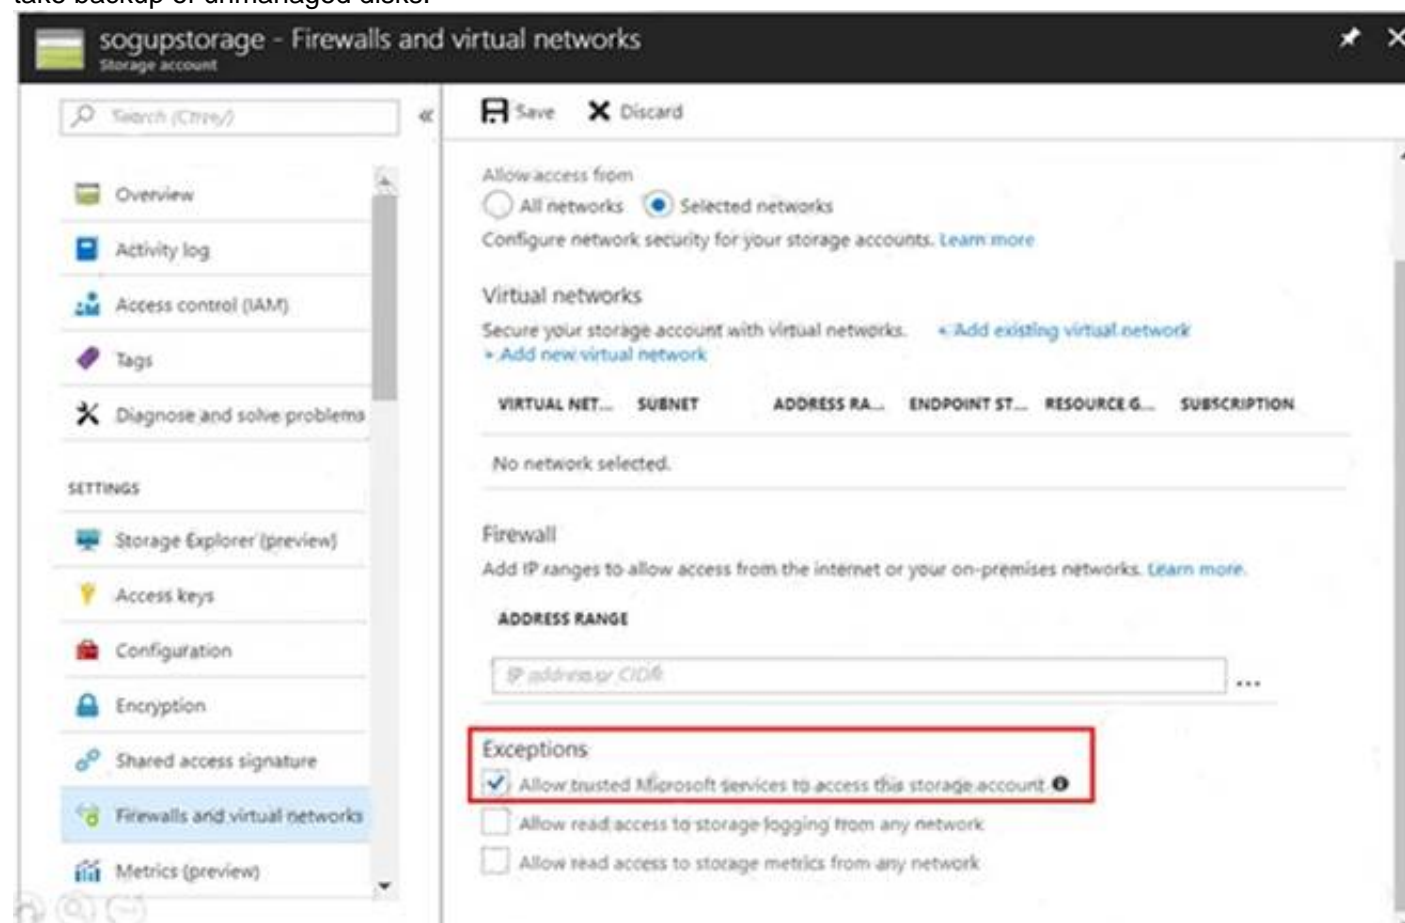 take backup of unmanaged disks.
sogupstorage - Firewalls and virtual networks
Storage account
Search (Ctrl+/)
Overview
Activity log
Access control (IAM)
Tags
Diagnose and solve problems
SETTINGS
Storage Explorer (preview)
Access keys
Configuration
Encryption
Shared access signature
Firewalls and virtual networks
Metrics (preview)
Save Discard
Allow access from
All networks Selected networks
Configure network security for your storage accounts. Learn more
Virtual networks
Secure your storage account with virtual networks. + Add existing virtual network
+ Add new virtual network
VIRTUAL NET... SUBNET ADDRESS RA... ENDPOINT ST... RESOURCE G... SUBSCRIPTION
No network selected.
Firewall
Add IP ranges to allow access from the internet or your on-premises networks. Learn more.
ADDRESS RANGE
IP address or CIDR
...
Exceptions
Allow trusted Microsoft services to access this storage account
Allow read access to storage logging from any network
Allow read access to storage metrics from any network